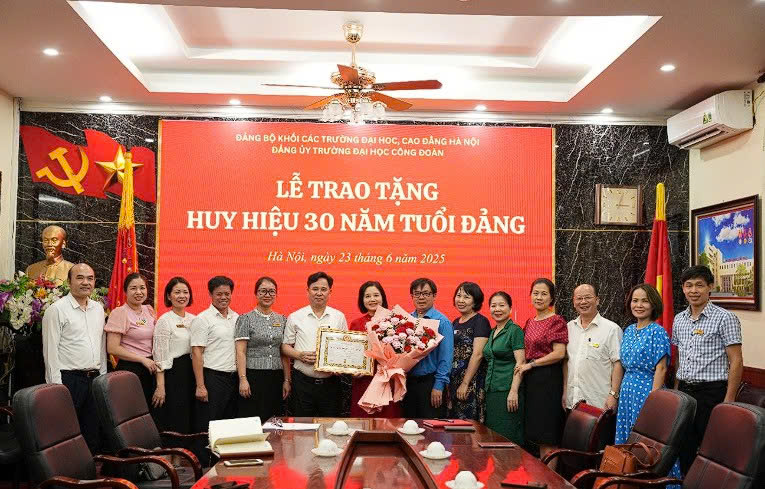 ĐẢNG BỘ KHỐI CÁC TRƯỜNG ĐẠI HỌC, CAO ĐẲNG HÀ NỘI
ĐẢNG ỦY TRƯỜNG ĐẠI HỌC CÔNG ĐOÀN
LỄ TRAO TẶNG
HUY HIỆU 30 NĂM TUỔI ĐẢNG
Hà Nội, ngày 23 tháng 6 năm 2025